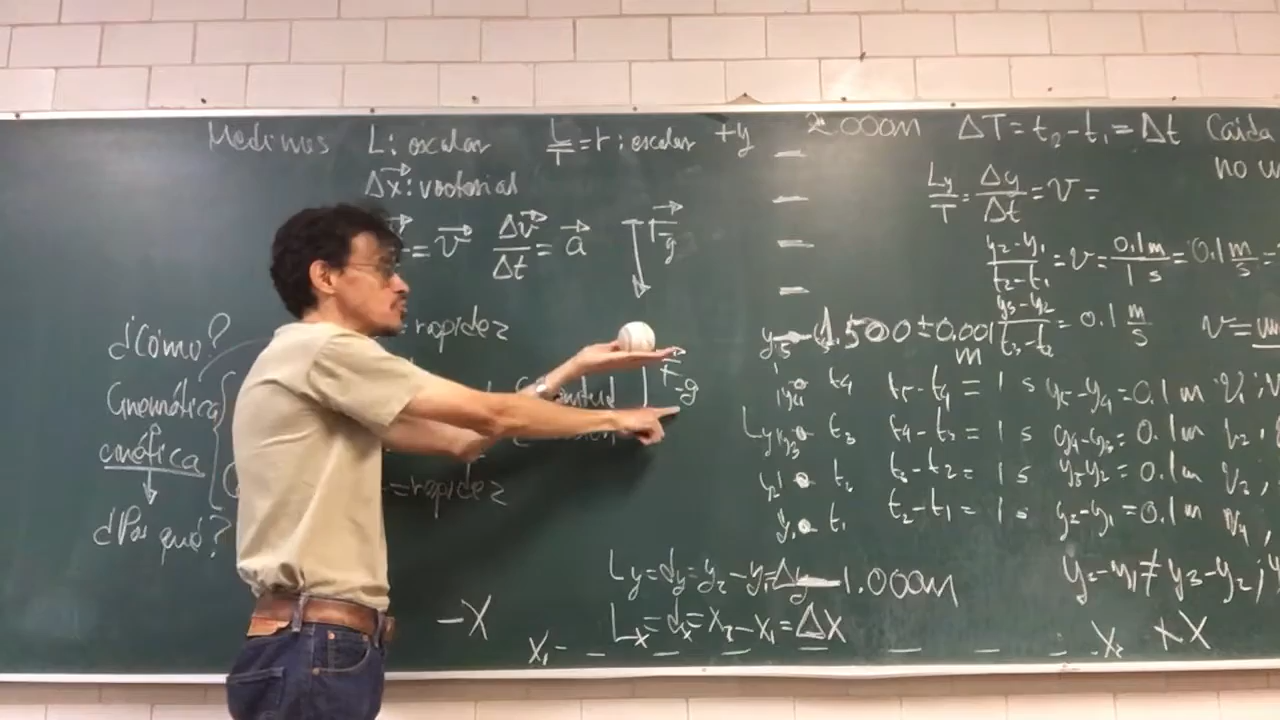 Medimos L: escalar L/T = r: escalar +y 2.000m ΔT = t₂ - t₁ = Δt Caída
Δx⃗: vectorial Ly/T = Δy/Δt = v = no
= v⃗ Δv⃗/Δt = a⃗ F⃗g
(y₂-y₁)/(t₂-t₁) = v = 0.1m/1 s = 0.1 m/s =
¿Cómo? = rapidez y₅ 1.500 ± 0.001 m (y₃-y₂)/(t₃-t₂) = 0.1 m/s v =
F⃗-g
Cinemática y₄ t₄ t₅-t₄ = 1 s y₅-y₄ = 0.1 m v₁,
Ly y₃ t₃ t₄-t₃ = 1 s y₄-y₃ = 0.1 m v₂,
cinética y₂ t₂ t₃-t₂ = 1 s y₃-y₂ = 0.1 m v₃,
= rapidez
¿Por qué? y₁ t₁ t₂-t₁ = 1 s y₂-y₁ = 0.1 m v₄,
Ly = dy = y₂ - y₁ = Δy 1.000m y₂-y₁ ≠ y₃-y₂;
-X Lx = dx = x₂ - x₁ = Δx
x₁ x₂ +X